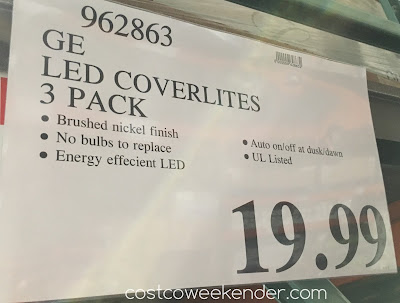 962863
GE
LED COVERLITES
3 PACK
• Brushed nickel finish
• No bulbs to replace
• Energy effecient LED
• Auto on/off at dusk/dawn
• UL Listed
19.99
costcoweekender.com